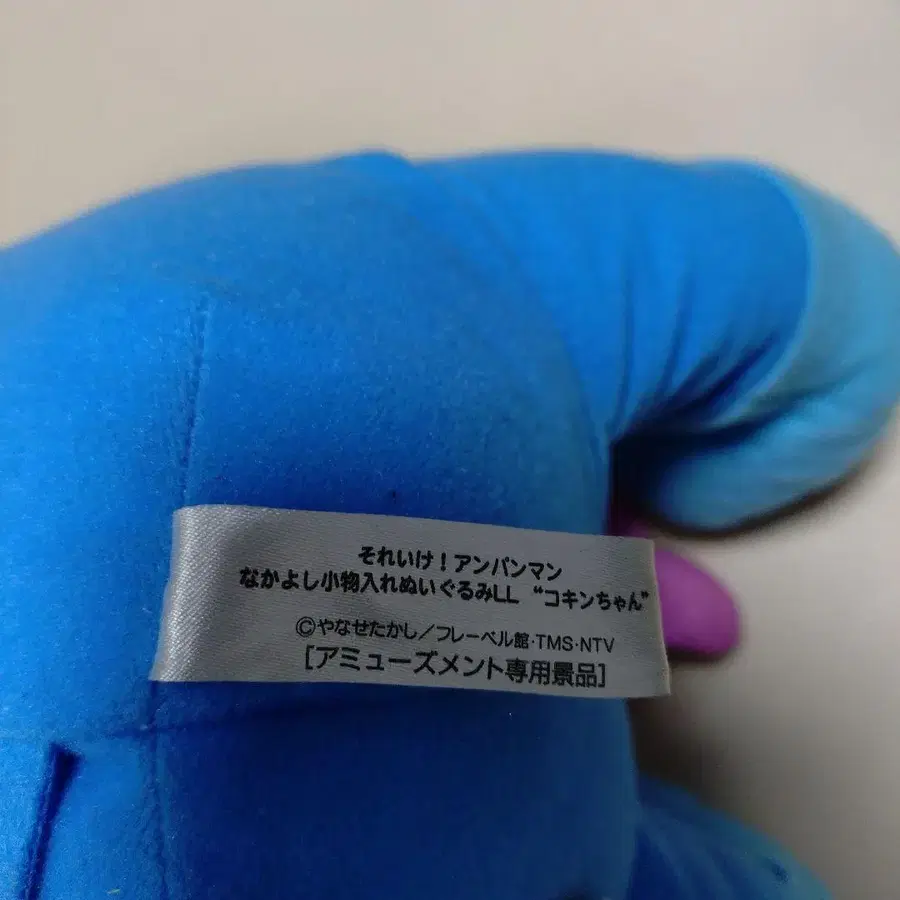 それいけ！アンパンマン
なかよし小物入れぬいぐるみLL “コキンちゃん”
©やなせたかし／フレーベル館・TMS・NTV
［アミューズメント専用景品］